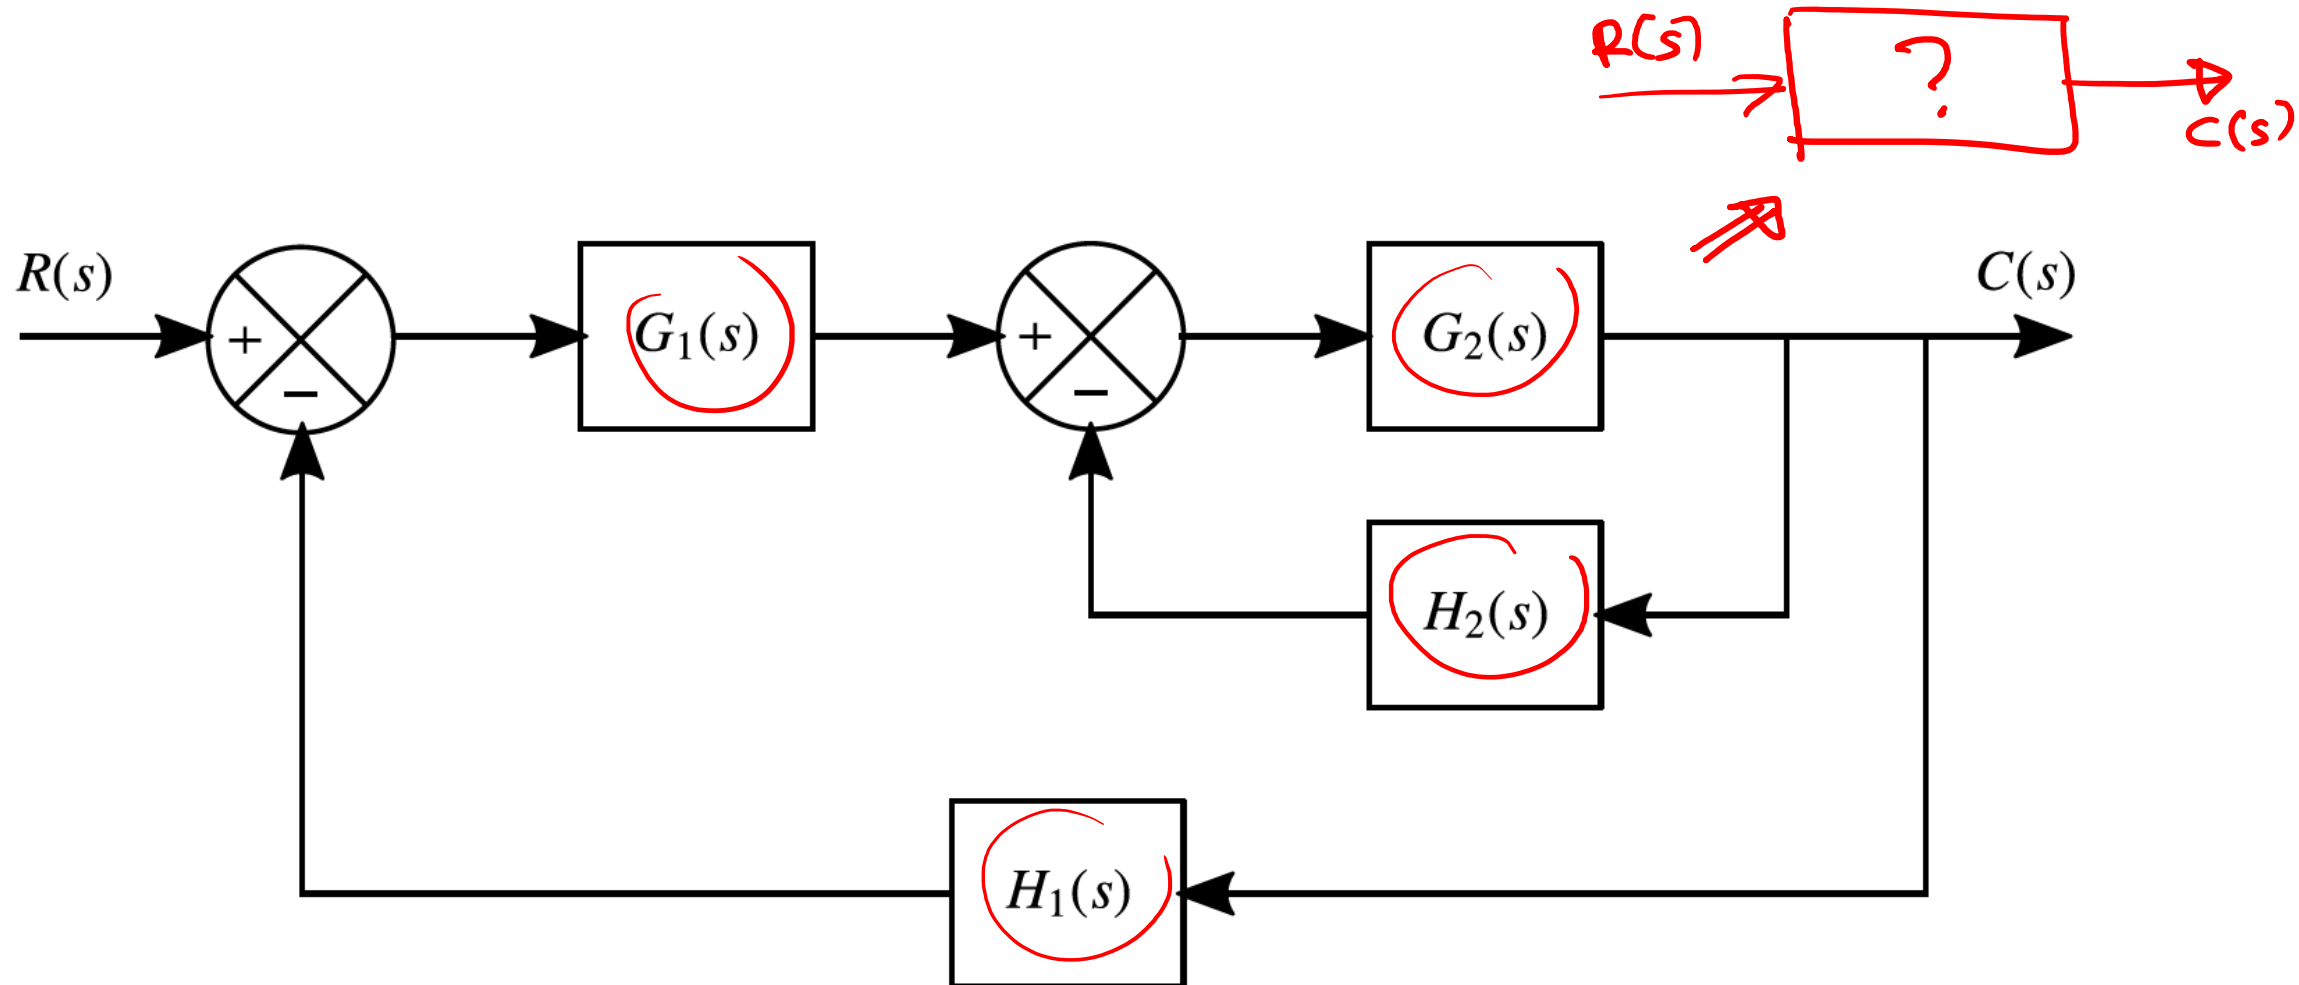 R(s)
?
C(s)
R(s)
+
−
G₁(s)
+
−
G₂(s)
C(s)
H₂(s)
H₁(s)